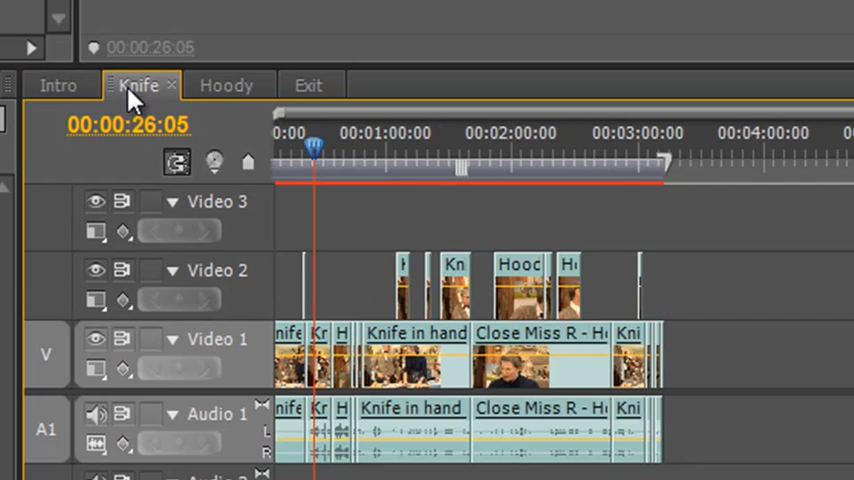 00:00:26:05
Intro Knife × Hoody Exit
00:00:26:05
0:00 00:01:00:00 00:02:00:00 00:03:00:00 00:04:00:00
Video 3
Video 2
Kn Hooc
V Video 1
nife Kr H Knife in hand Close Miss R - H Kni
A1 Audio 1
nife Kr H Knife in hand Close Miss R - H Kni
L
R